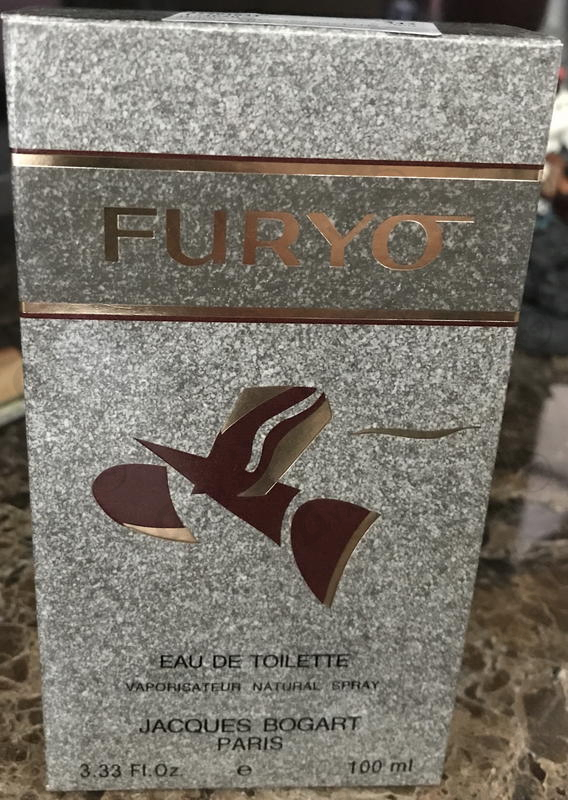 FURYO
EAU DE TOILETTE
VAPORISATEUR NATURAL SPRAY
JACQUES BOGART
PARIS
3.33 Fl.Oz. e 100 ml